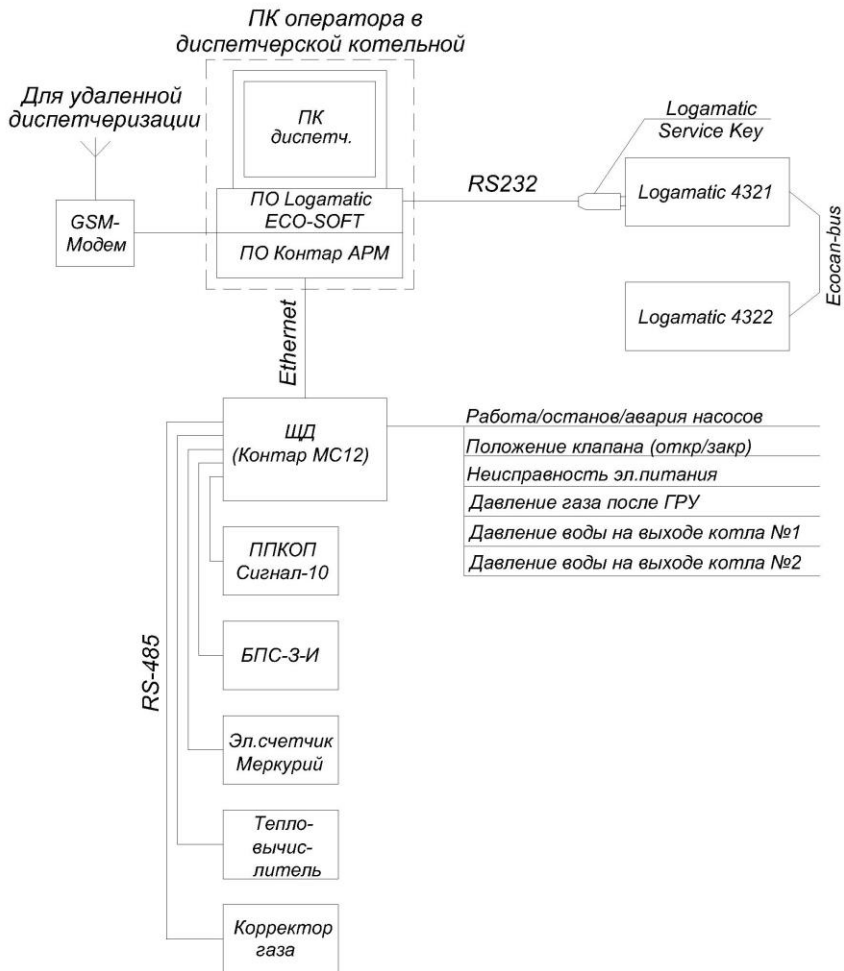 ПК оператора в
диспетчерской котельной
Для удаленной
диспетчеризации
ПК
диспетч.
Logamatic
Service Key
RS232
Logamatic 4321
ПО Logamatic
ECO-SOFT
GSM-
Модем
ПО Контар АРМ
Ecocan-bus
Logamatic 4322
Ethernet
ЩД
(Контар МС12)
Работа/останов/авария насосов
Положение клапана (откр/закр)
Неисправность эл.питания
Давление газа после ГРУ
Давление воды на выходе котла №1
Давление воды на выходе котла №2
ППКОП
Сигнал-10
RS-485
БПС-3-И
Эл.счетчик
Меркурий
Тепло-
вычис-
литель
Корректор
газа